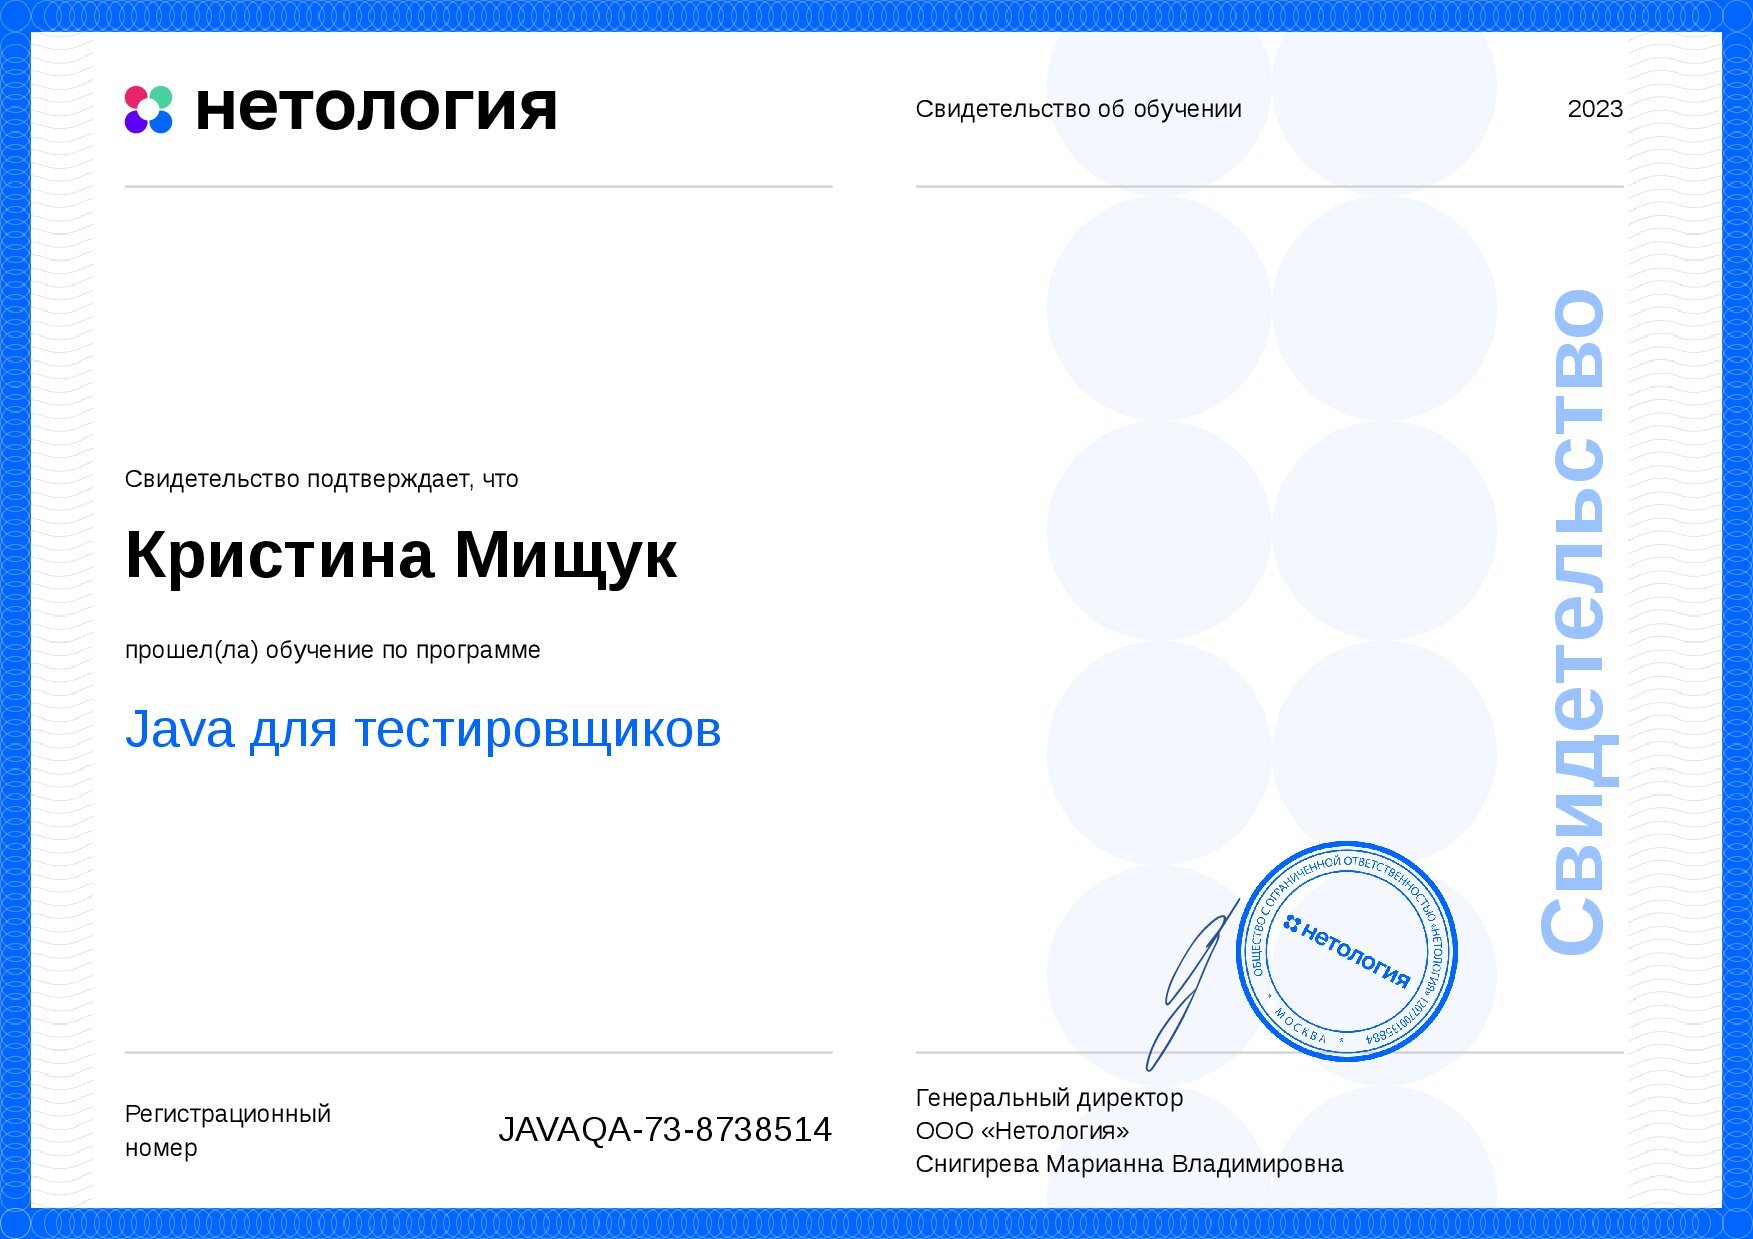 нетология
Свидетельство об обучении
2023
Свидетельство подтверждает, что
Кристина Мищук
прошел(ла) обучение по программе
Java для тестировщиков
Свидетельство
ОБЩЕСТВО С ОГРАНИЧЕННОЙ ОТВЕТСТВЕННОСТЬЮ «НЕТОЛОГИЯ» 1207700135884
* МОСКВА *
нетология
Регистрационный
номер
JAVAQA-73-8738514
Генеральный директор
ООО «Нетология»
Снигирева Марианна Владимировна